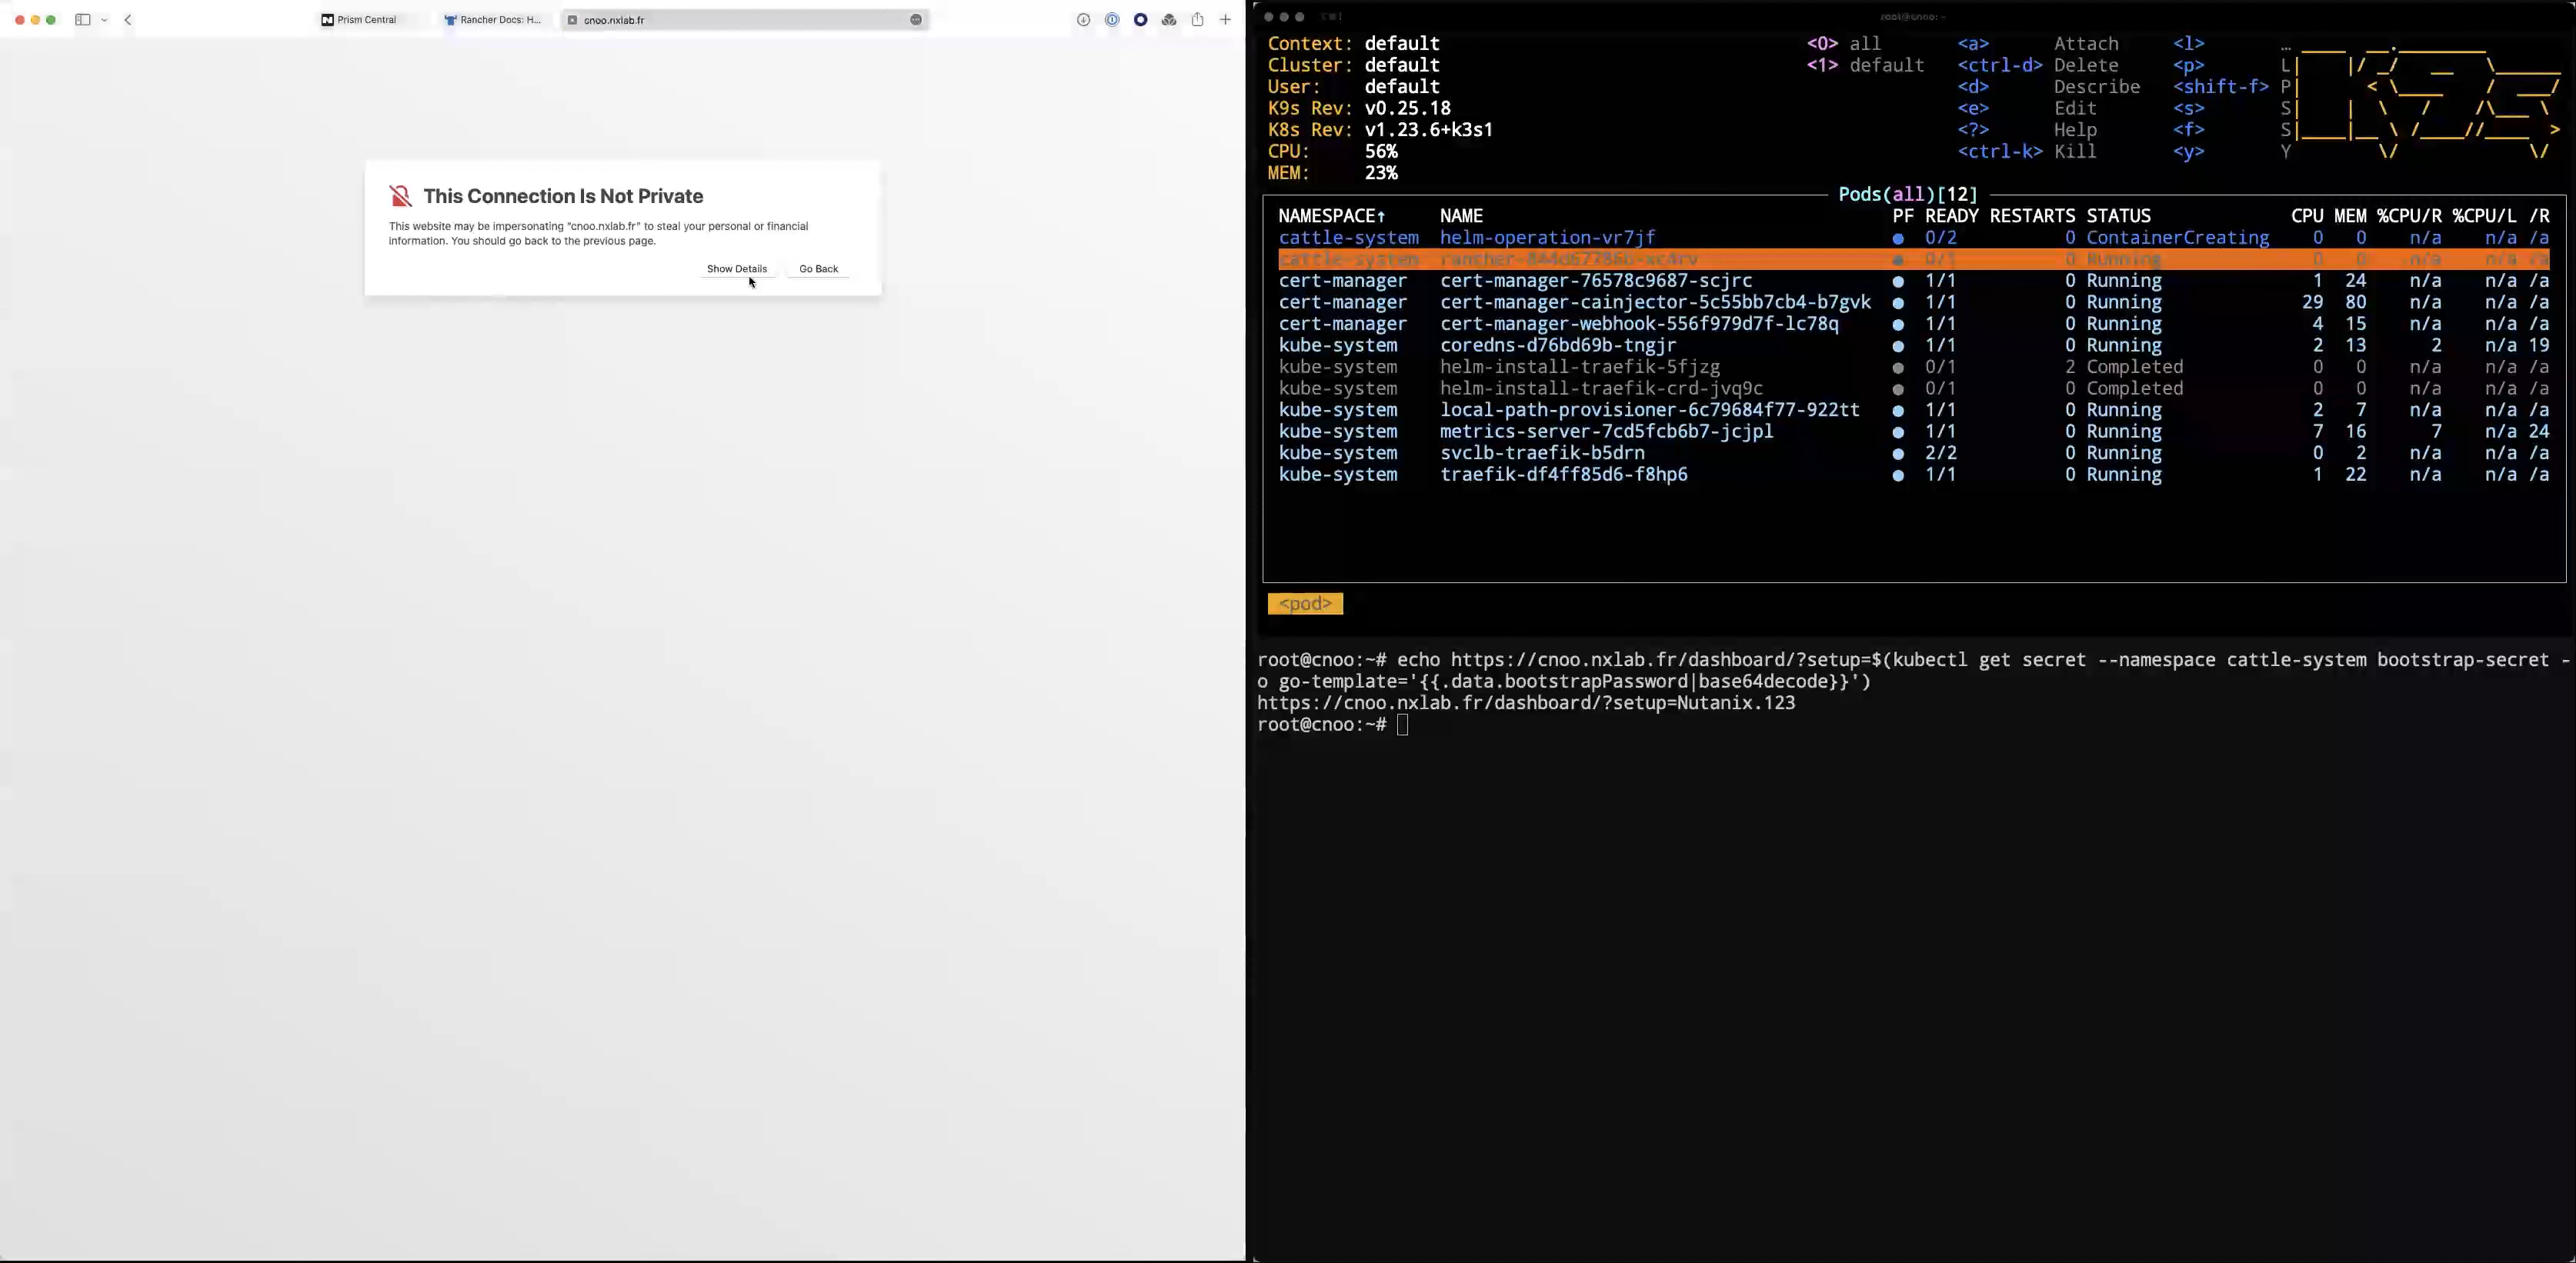 Prism Central
Rancher Docs: H...
cnoo.nxlab.fr
This Connection Is Not Private
This website may be impersonating "cnoo.nxlab.fr" to steal your personal or financial
information. You should go back to the previous page.
Show Details Go Back
root@cnoo: ~
Context: default <0> all <a> Attach <l> …
Cluster: default <1> default <ctrl-d> Delete <p> L
User: default <d> Describe <shift-f> P
K9s Rev: v0.25.18 <e> Edit <s> S
K8s Rev: v1.23.6+k3s1 <?> Help <f> S
CPU: 56% <ctrl-k> Kill <y> Y
MEM: 23%
Pods(all)[12]
NAMESPACE↑ NAME PF READY RESTARTS STATUS CPU MEM %CPU/R %CPU/L /R
cattle-system helm-operation-vr7jf ● 0/2 0 ContainerCreating 0 0 n/a n/a /a
cattle-system rancher-844d67786b-xc4rv ● 0/1 0 Running 0 0 n/a n/a /a
cert-manager cert-manager-76578c9687-scjrc ● 1/1 0 Running 1 24 n/a n/a /a
cert-manager cert-manager-cainjector-5c55bb7cb4-b7gvk ● 1/1 0 Running 29 80 n/a n/a /a
cert-manager cert-manager-webhook-556f979d7f-lc78q ● 1/1 0 Running 4 15 n/a n/a /a
kube-system coredns-d76bd69b-tngjr ● 1/1 0 Running 2 13 2 n/a 19
kube-system helm-install-traefik-5fjzg ● 0/1 2 Completed 0 0 n/a n/a /a
kube-system helm-install-traefik-crd-jvq9c ● 0/1 0 Completed 0 0 n/a n/a /a
kube-system local-path-provisioner-6c79684f77-922tt ● 1/1 0 Running 2 7 n/a n/a /a
kube-system metrics-server-7cd5fcb6b7-jcjpl ● 1/1 0 Running 7 16 7 n/a 24
kube-system svclb-traefik-b5drn ● 2/2 0 Running 0 2 n/a n/a /a
kube-system traefik-df4ff85d6-f8hp6 ● 1/1 0 Running 1 22 n/a n/a /a
<pod>
root@cnoo:~# echo https://cnoo.nxlab.fr/dashboard/?setup=$(kubectl get secret --namespace cattle-system bootstrap-secret -
o go-template='{{.data.bootstrapPassword|base64decode}}')
https://cnoo.nxlab.fr/dashboard/?setup=Nutanix.123
root@cnoo:~#